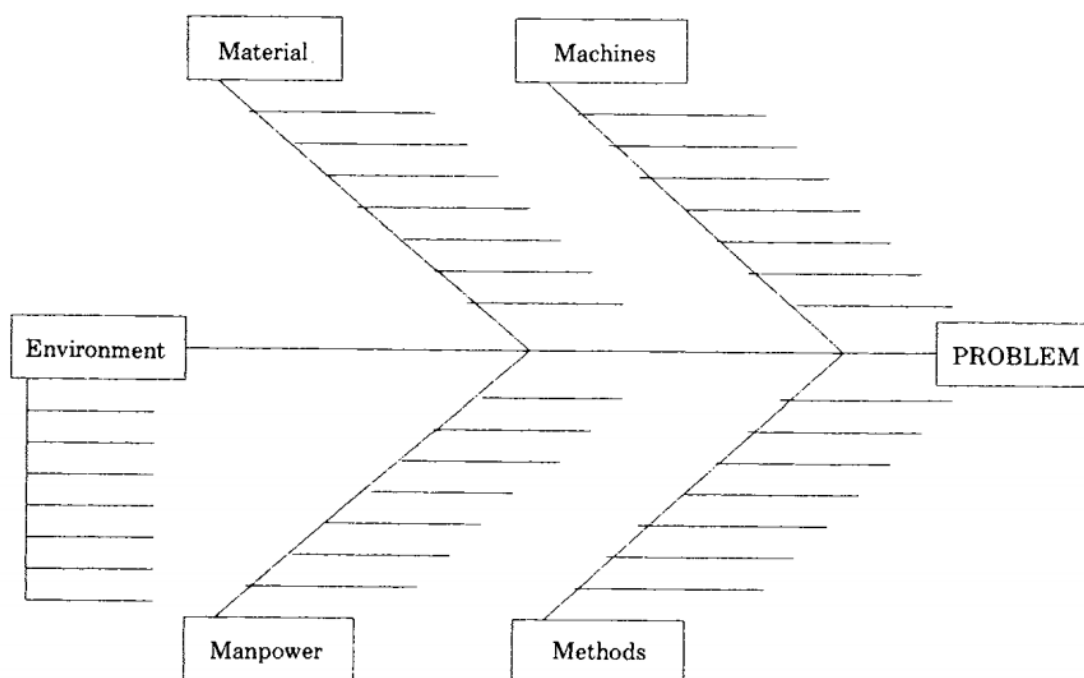 Material
Machines
Environment
PROBLEM
Manpower
Methods